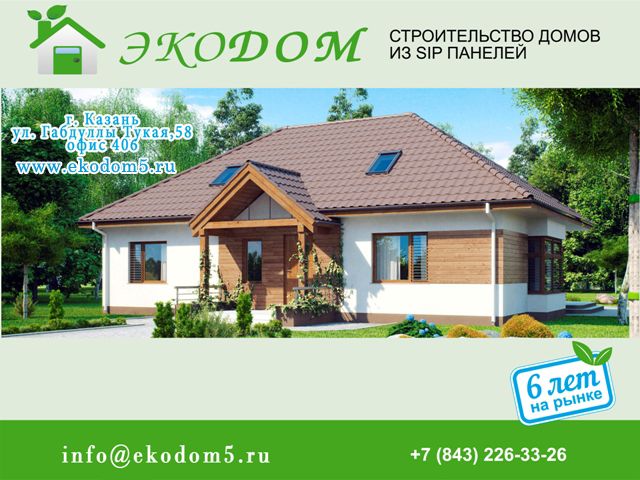 ЭКОДОМ
СТРОИТЕЛЬСТВО ДОМОВ
ИЗ SIP ПАНЕЛЕЙ
г. Казань
ул. Габдуллы Тукая,58
офис 406
www.ekodom5.ru
6 лет
на рынке
info@ekodom5.ru
+7 (843) 226-33-26